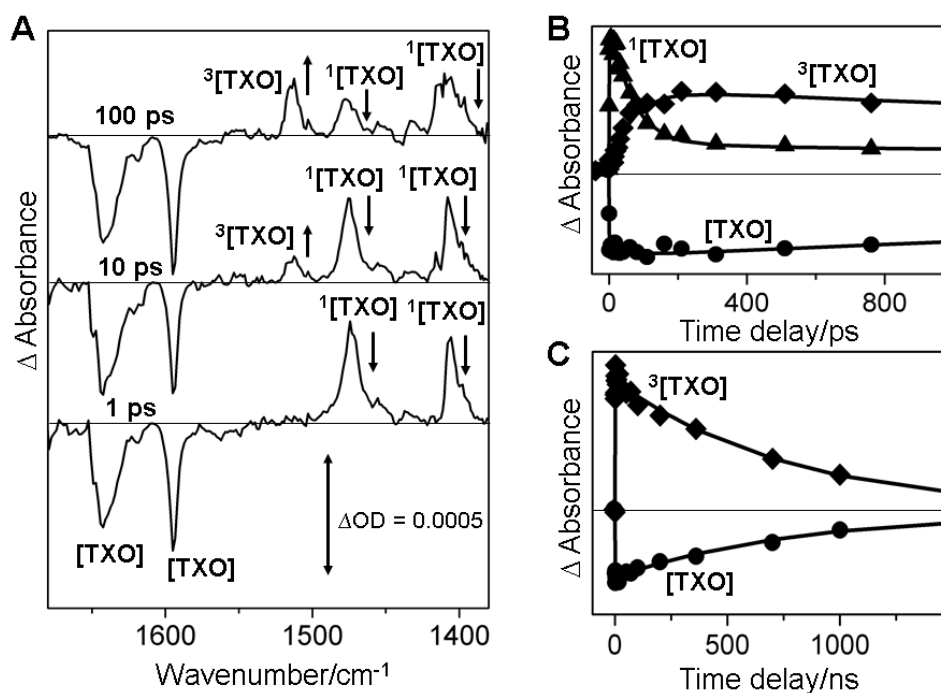 A
¹[TXO]
¹[TXO]
³[TXO]
100 ps
¹[TXO]
¹[TXO]
³[TXO]
10 ps
¹[TXO]
¹[TXO]
1 ps
ΔOD = 0.0005
[TXO]
[TXO]
Δ Absorbance
1600
1500
1400
Wavenumber/cm⁻¹
B
¹[TXO]
³[TXO]
[TXO]
Δ Absorbance
0
400
800
Time delay/ps
C
³[TXO]
[TXO]
Δ Absorbance
0
500
1000
Time delay/ns